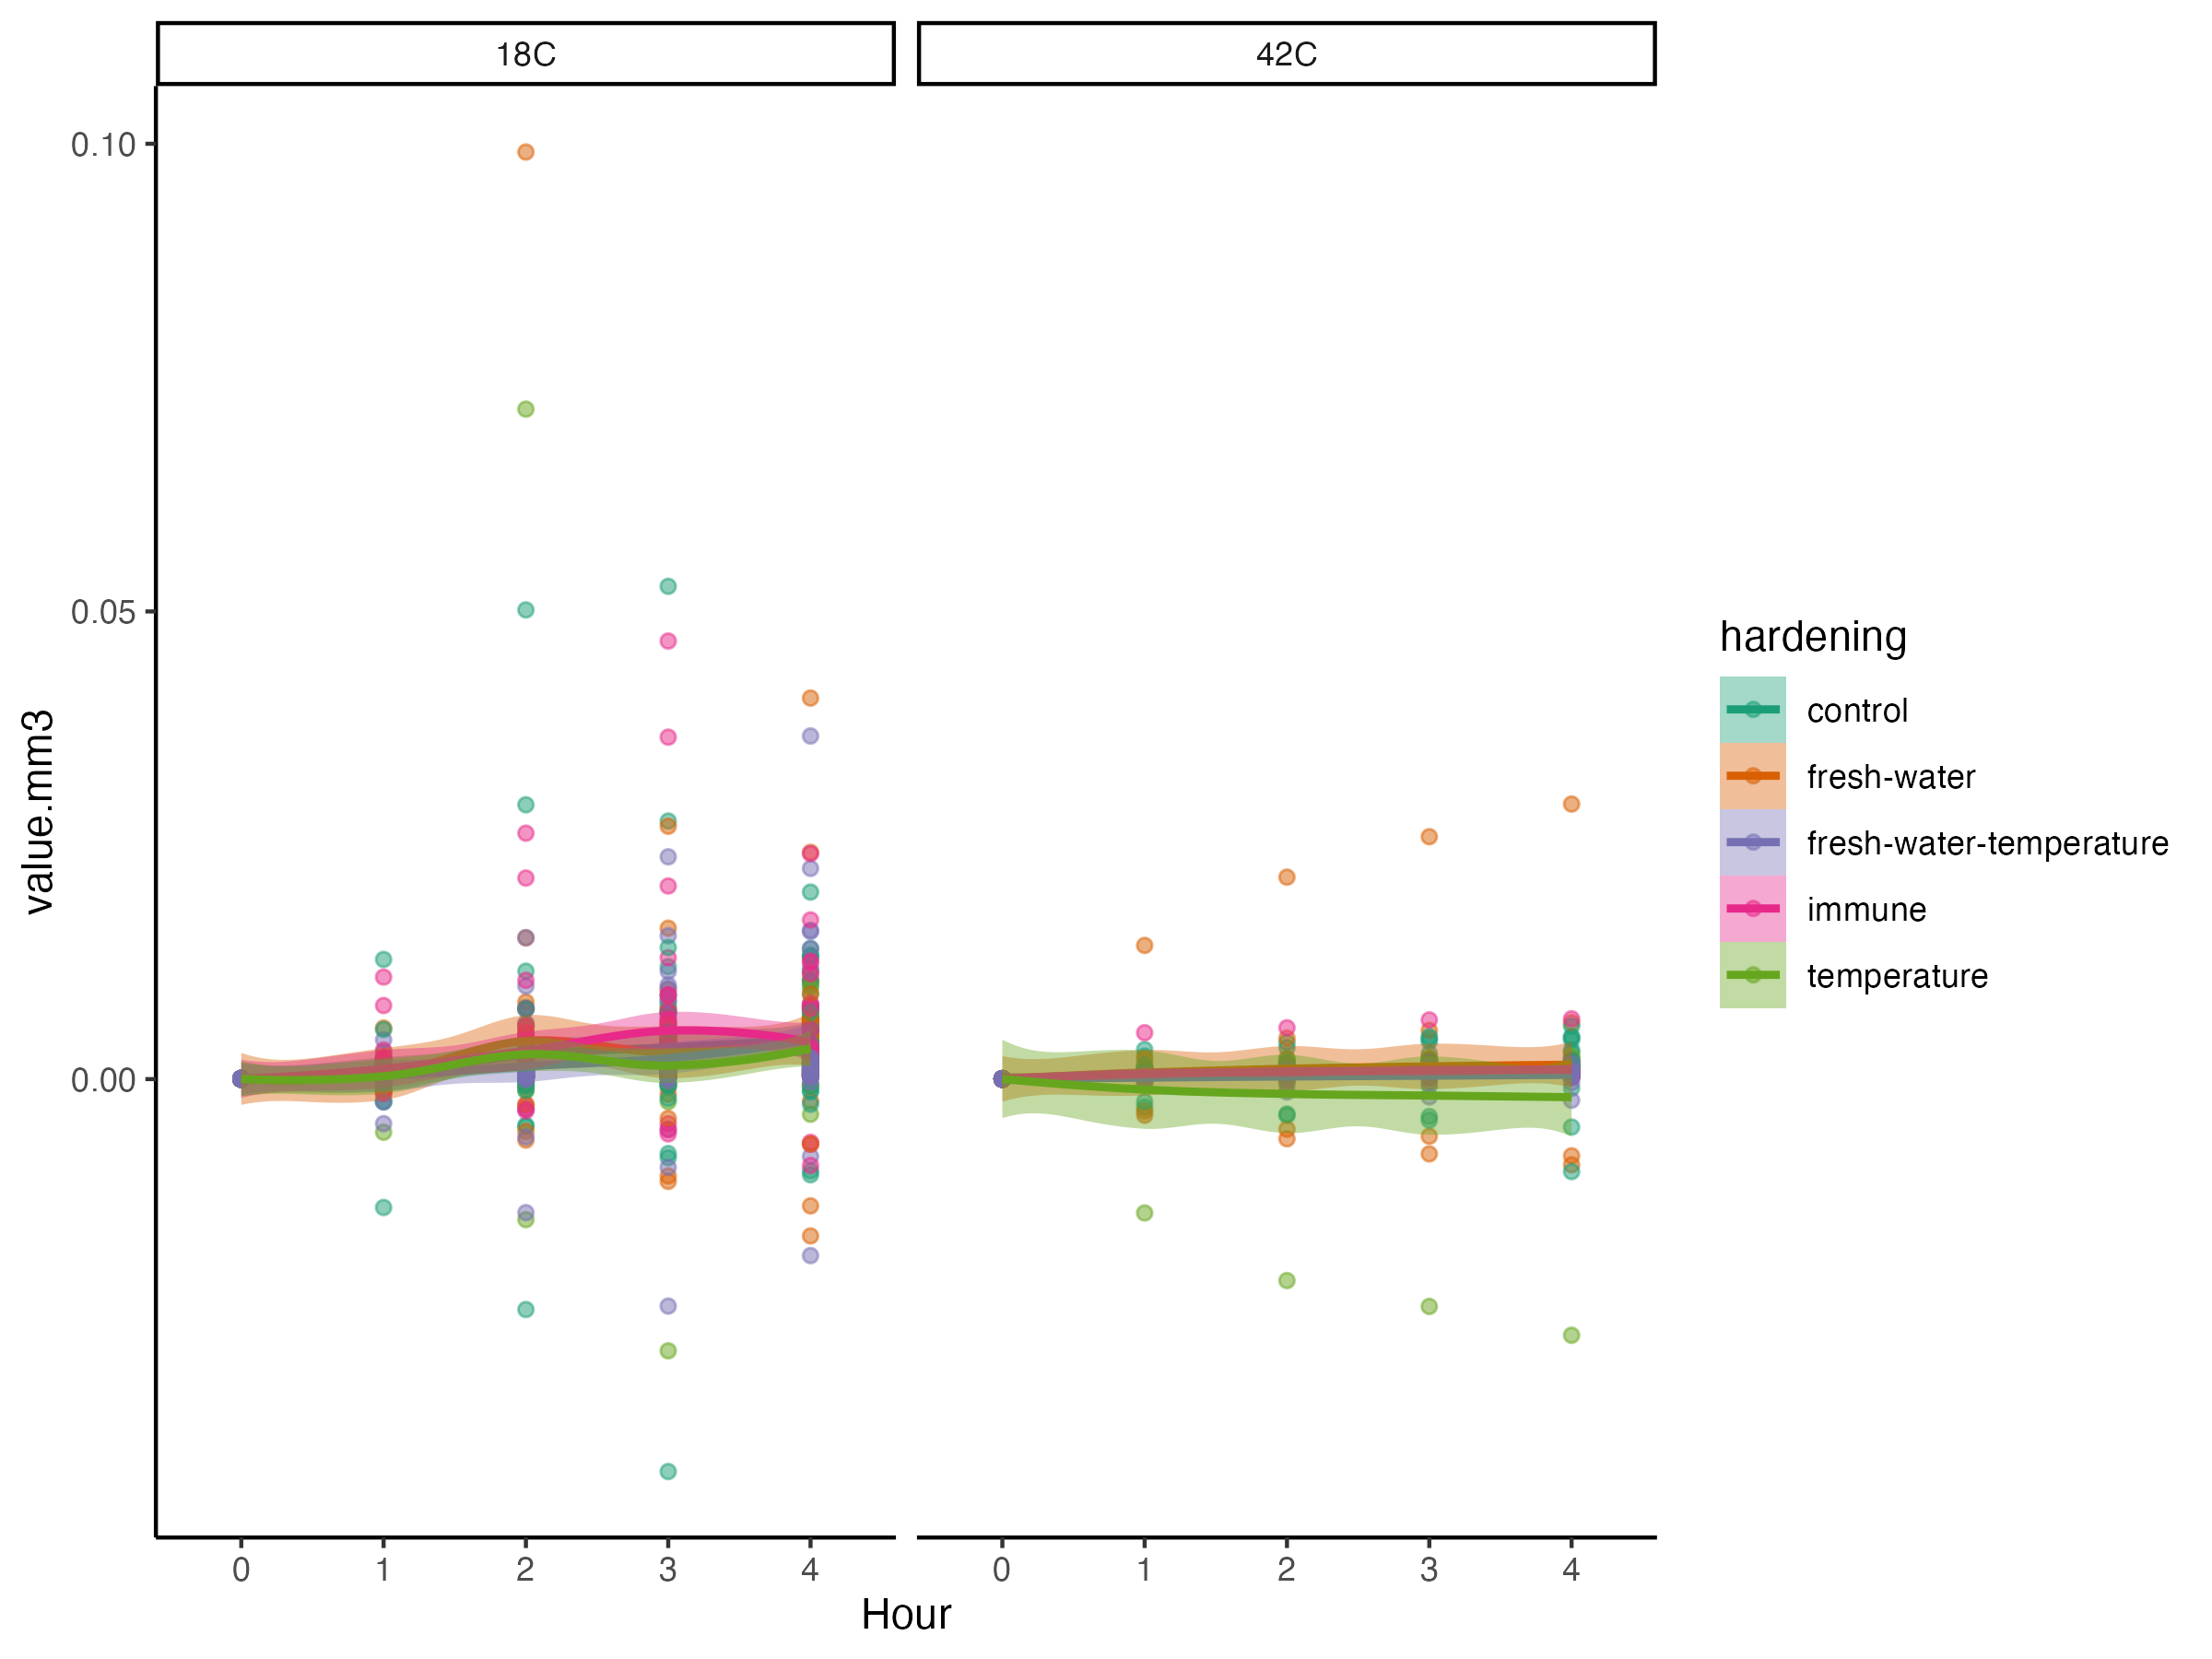 18C
42C
0.10
0.05
0.00
value.mm3
0 1 2 3 4
0 1 2 3 4
Hour
hardening
control
fresh-water
fresh-water-temperature
immune
temperature